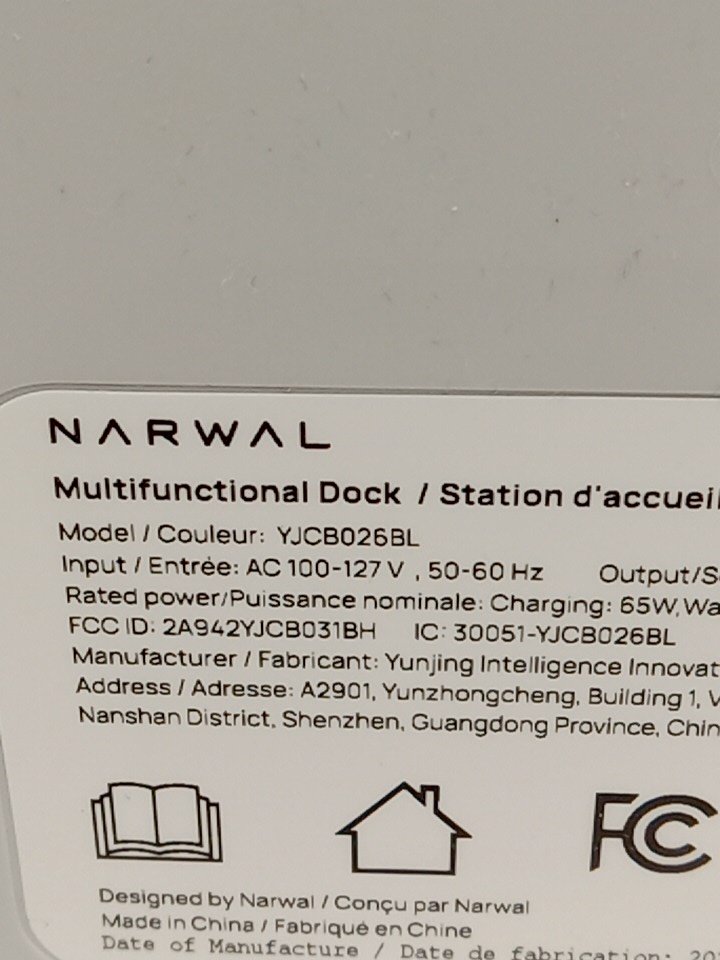 NARWAL
Multifunctional Dock / Station d'accueil
Model / Couleur: YJCB026BL
Input / Entrée: AC 100-127 V , 50-60 Hz Output/S
Rated power/Puissance nominale: Charging: 65W, Wa
FCC ID: 2A942YJCB031BH IC: 30051-YJCB026BL
Manufacturer / Fabricant: Yunjing Intelligence Innovat
Address / Adresse: A2901, Yunzhongcheng, Building 1, V
Nanshan District, Shenzhen, Guangdong Province, Chin
FC
Designed by Narwal / Conçu par Narwal
Made in China / Fabriqué en Chine
Date of Manufacture / Date de fabrication: 20